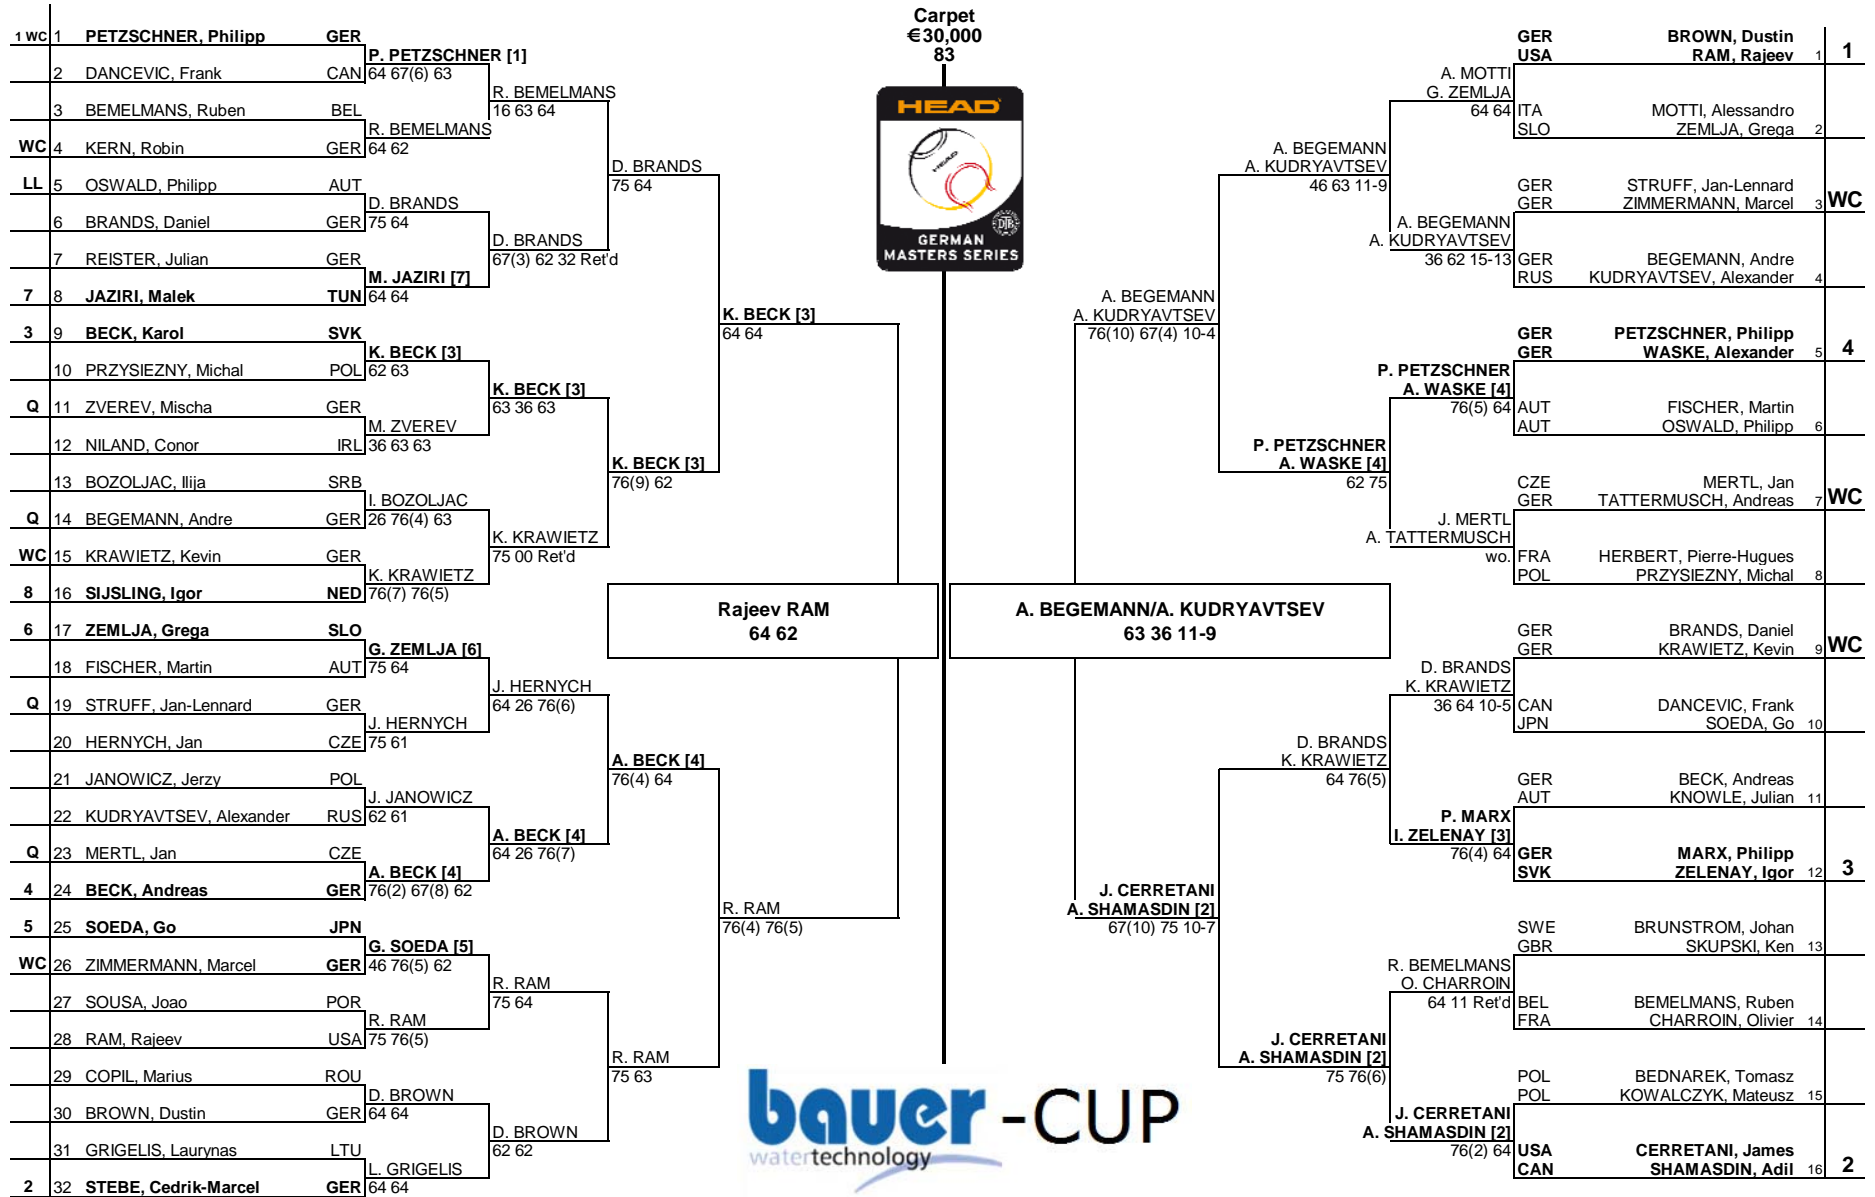 Carpet
€30,000
83
HEAD
HEAD
DTB
GERMAN
MASTERS SERIES
1 WC 1 PETZSCHNER, Philipp GER
P. PETZSCHNER [1]
2 DANCEVIC, Frank CAN 64 67(6) 63
R. BEMELMANS
3 BEMELMANS, Ruben BEL 16 63 64
R. BEMELMANS
WC 4 KERN, Robin GER 64 62
D. BRANDS
LL 5 OSWALD, Philipp AUT 75 64
D. BRANDS
6 BRANDS, Daniel GER 75 64
D. BRANDS
7 REISTER, Julian GER 67(3) 62 32 Ret'd
M. JAZIRI [7]
7 8 JAZIRI, Malek TUN 64 64
K. BECK [3]
3 9 BECK, Karol SVK 64 64
K. BECK [3]
10 PRZYSIEZNY, Michal POL 62 63
K. BECK [3]
Q 11 ZVEREV, Mischa GER 63 36 63
M. ZVEREV
12 NILAND, Conor IRL 36 63 63
K. BECK [3]
13 BOZOLJAC, Ilija SRB 76(9) 62
I. BOZOLJAC
Q 14 BEGEMANN, Andre GER 26 76(4) 63
K. KRAWIETZ
WC 15 KRAWIETZ, Kevin GER 75 00 Ret'd
K. KRAWIETZ
8 16 SIJSLING, Igor NED 76(7) 76(5)
Rajeev RAM
64 62
6 17 ZEMLJA, Grega SLO
G. ZEMLJA [6]
18 FISCHER, Martin AUT 75 64
J. HERNYCH
Q 19 STRUFF, Jan-Lennard GER 64 26 76(6)
J. HERNYCH
20 HERNYCH, Jan CZE 75 61
A. BECK [4]
21 JANOWICZ, Jerzy POL 76(4) 64
J. JANOWICZ
22 KUDRYAVTSEV, Alexander RUS 62 61
A. BECK [4]
Q 23 MERTL, Jan CZE 64 26 76(7)
A. BECK [4]
4 24 BECK, Andreas GER 76(2) 67(8) 62
R. RAM
5 25 SOEDA, Go JPN 76(4) 76(5)
G. SOEDA [5]
WC 26 ZIMMERMANN, Marcel GER 46 76(5) 62
R. RAM
27 SOUSA, Joao POR 75 64
R. RAM
28 RAM, Rajeev USA 75 76(5)
R. RAM
29 COPIL, Marius ROU 75 63
D. BROWN
30 BROWN, Dustin GER 64 64
D. BROWN
31 GRIGELIS, Laurynas LTU 62 62
L. GRIGELIS
2 32 STEBE, Cedrik-Marcel GER 64 64
GER BROWN, Dustin
USA RAM, Rajeev 1 1
A. MOTTI
G. ZEMLJA
64 64 ITA MOTTI, Alessandro
SLO ZEMLJA, Grega 2
A. BEGEMANN
A. KUDRYAVTSEV
46 63 11-9
GER STRUFF, Jan-Lennard
GER ZIMMERMANN, Marcel 3 WC
A. BEGEMANN
A. KUDRYAVTSEV
36 62 15-13 GER BEGEMANN, Andre
RUS KUDRYAVTSEV, Alexander 4
A. BEGEMANN
A. KUDRYAVTSEV
76(10) 67(4) 10-4
GER PETZSCHNER, Philipp
GER WASKE, Alexander 5 4
P. PETZSCHNER
A. WASKE [4]
76(5) 64 AUT FISCHER, Martin
AUT OSWALD, Philipp 6
P. PETZSCHNER
A. WASKE [4]
62 75
CZE MERTL, Jan
GER TATTERMUSCH, Andreas 7 WC
J. MERTL
A. TATTERMUSCH
wo. FRA HERBERT, Pierre-Hugues
POL PRZYSIEZNY, Michal 8
A. BEGEMANN/A. KUDRYAVTSEV
63 36 11-9
GER BRANDS, Daniel
GER KRAWIETZ, Kevin 9 WC
D. BRANDS
K. KRAWIETZ
36 64 10-5 CAN DANCEVIC, Frank
JPN SOEDA, Go 10
D. BRANDS
K. KRAWIETZ
64 76(5)
GER BECK, Andreas
AUT KNOWLE, Julian 11
P. MARX
I. ZELENAY [3]
76(4) 64 GER MARX, Philipp
SVK ZELENAY, Igor 12 3
J. CERRETANI
A. SHAMASDIN [2]
67(10) 75 10-7
SWE BRUNSTROM, Johan
GBR SKUPSKI, Ken 13
R. BEMELMANS
O. CHARROIN
64 11 Ret'd BEL BEMELMANS, Ruben
FRA CHARROIN, Olivier 14
J. CERRETANI
A. SHAMASDIN [2]
75 76(6)
POL BEDNAREK, Tomasz
POL KOWALCZYK, Mateusz 15
J. CERRETANI
A. SHAMASDIN [2]
76(2) 64 USA CERRETANI, James
CAN SHAMASDIN, Adil 16 2
bauer-CUP
watertechnology